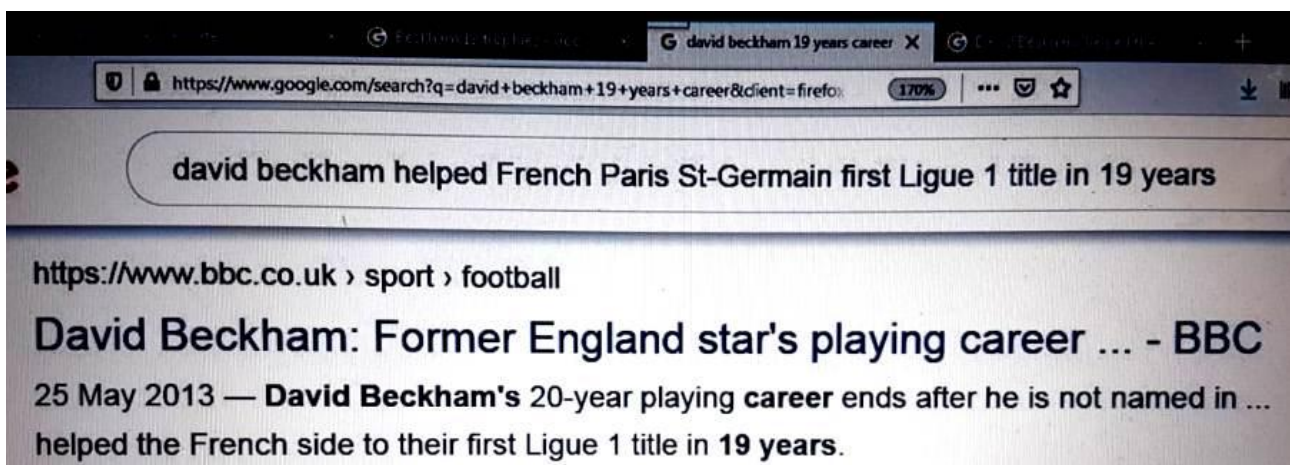 G david beckham 19 years career X
https://www.google.com/search?q=david+beckham+19+years+career&client=firefox 170%
david beckham helped French Paris St-Germain first Ligue 1 title in 19 years
https://www.bbc.co.uk › sport › football
David Beckham: Former England star's playing career ... - BBC
25 May 2013 — David Beckham's 20-year playing career ends after he is not named in ...
helped the French side to their first Ligue 1 title in 19 years.